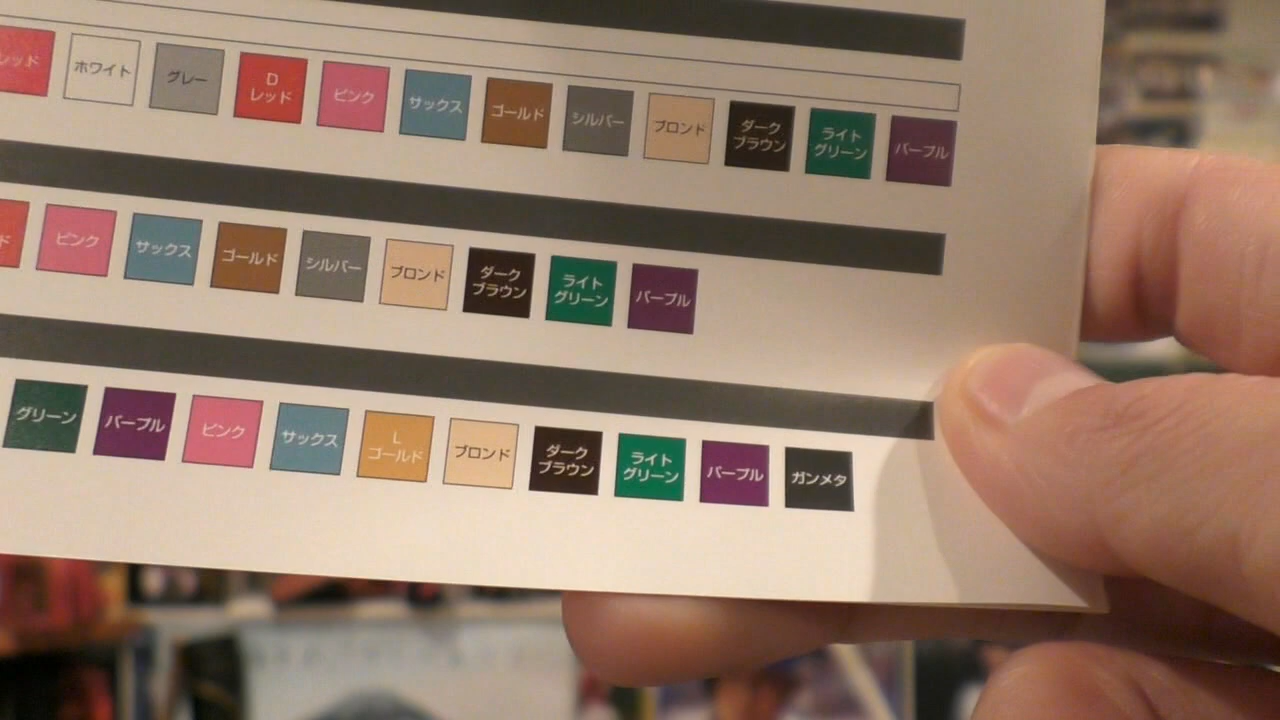 レッド ホワイト グレー D レッド ピンク サックス ゴールド シルバー ブロンド ダーク ブラウン ライト グリーン パープル
ド ピンク サックス ゴールド シルバー ブロンド ダーク ブラウン ライト グリーン パープル
グリーン パープル ピンク サックス L ゴールド ブロンド ダーク ブラウン ライト グリーン パープル ガンメタ